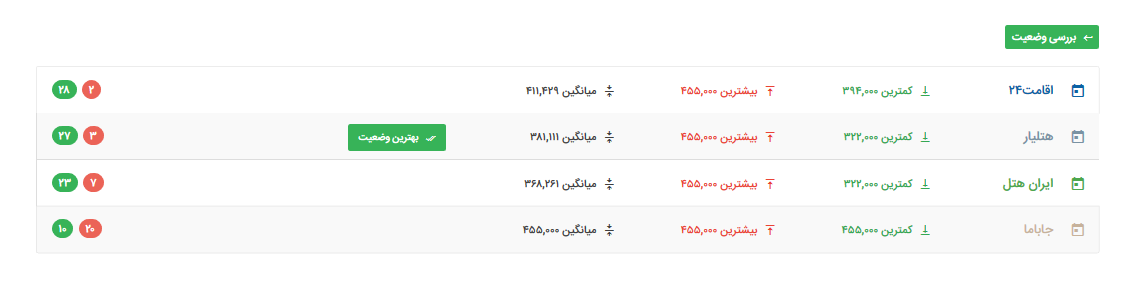 بررسی وضعیت
اقامت۲۴ کمترین ۳۹۴,۰۰۰ بیشترین ۴۵۵,۰۰۰ میانگین ۴۱۱,۴۲۹ ۲ ۲۸
هتلیار کمترین ۳۲۲,۰۰۰ بیشترین ۴۵۵,۰۰۰ میانگین ۳۸۱,۱۱۱ بهترین وضعیت ۳ ۲۷
ایران هتل کمترین ۳۲۲,۰۰۰ بیشترین ۴۵۵,۰۰۰ میانگین ۳۶۸,۲۶۱ ۷ ۲۳
جاباما کمترین ۴۵۵,۰۰۰ بیشترین ۴۵۵,۰۰۰ میانگین ۴۵۵,۰۰۰ ۲۰ ۱۰